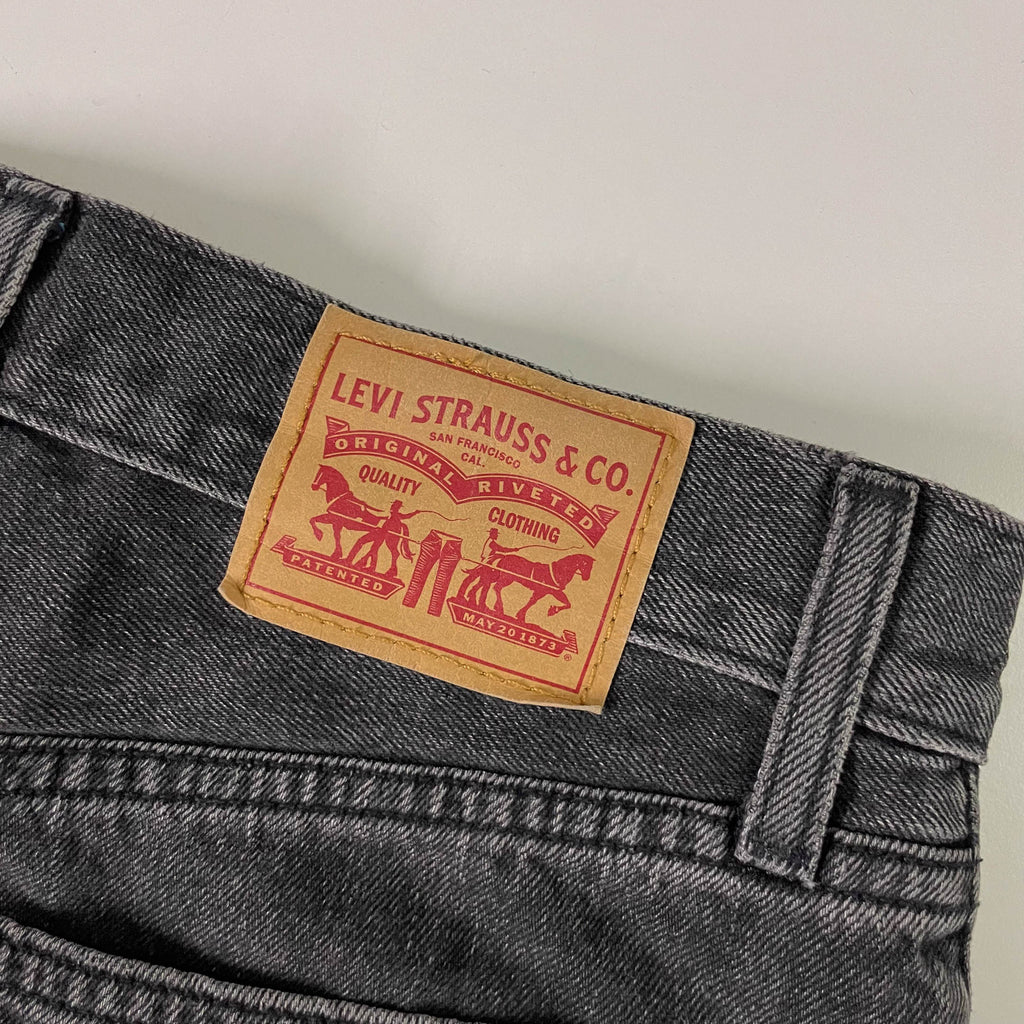 LEVI STRAUSS & CO.
SAN FRANCISCO
CAL.
ORIGINAL RIVETED
QUALITY CLOTHING
PATENTED
MAY 20 1873
®